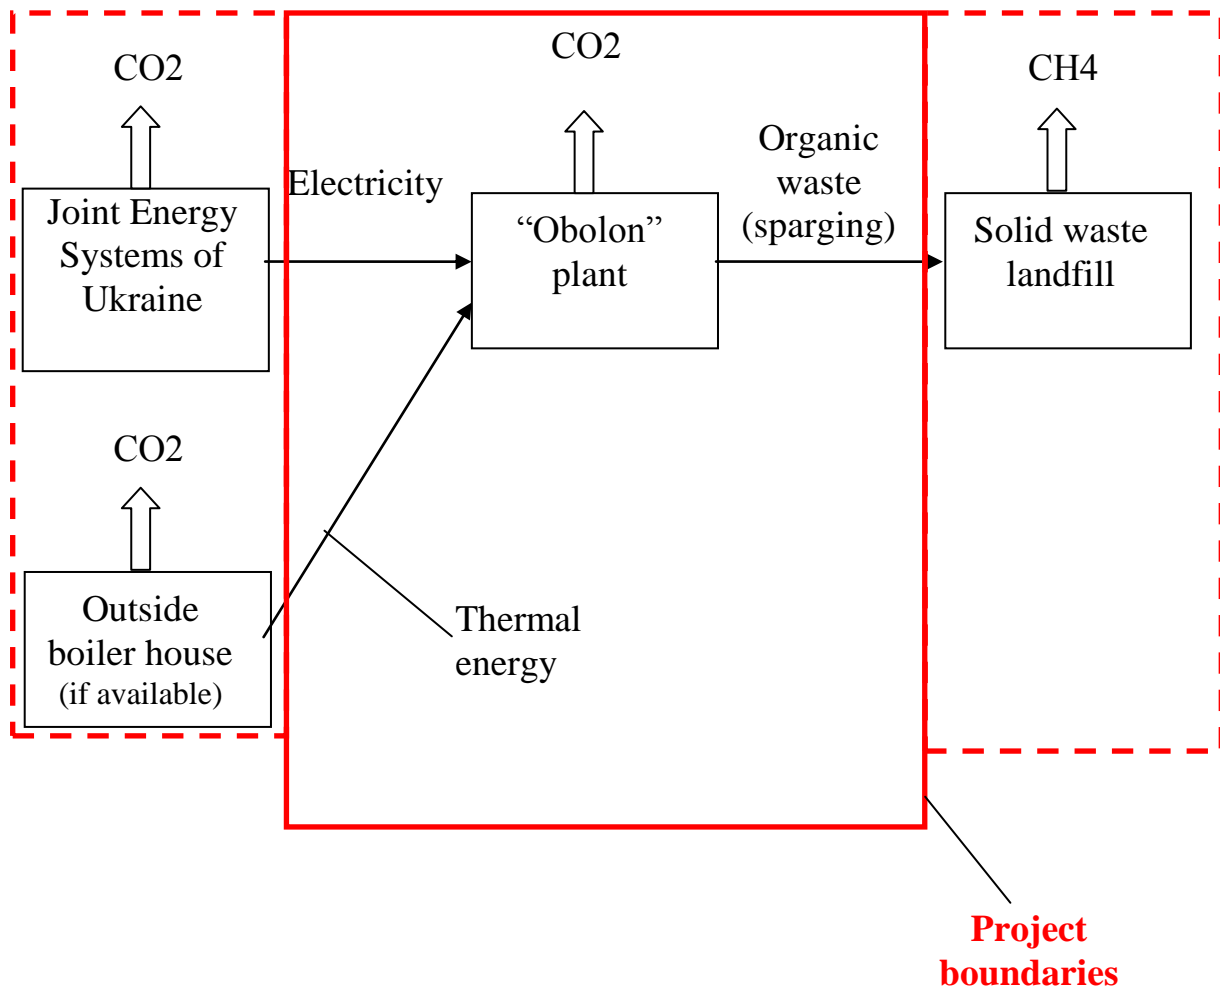 CO2
CO2
CH4
Electricity
Organic
waste
(sparging)
Joint Energy
Systems of
Ukraine
“Obolon”
plant
Solid waste
landfill
CO2
Outside
boiler house
(if available)
Thermal
energy
Project
boundaries